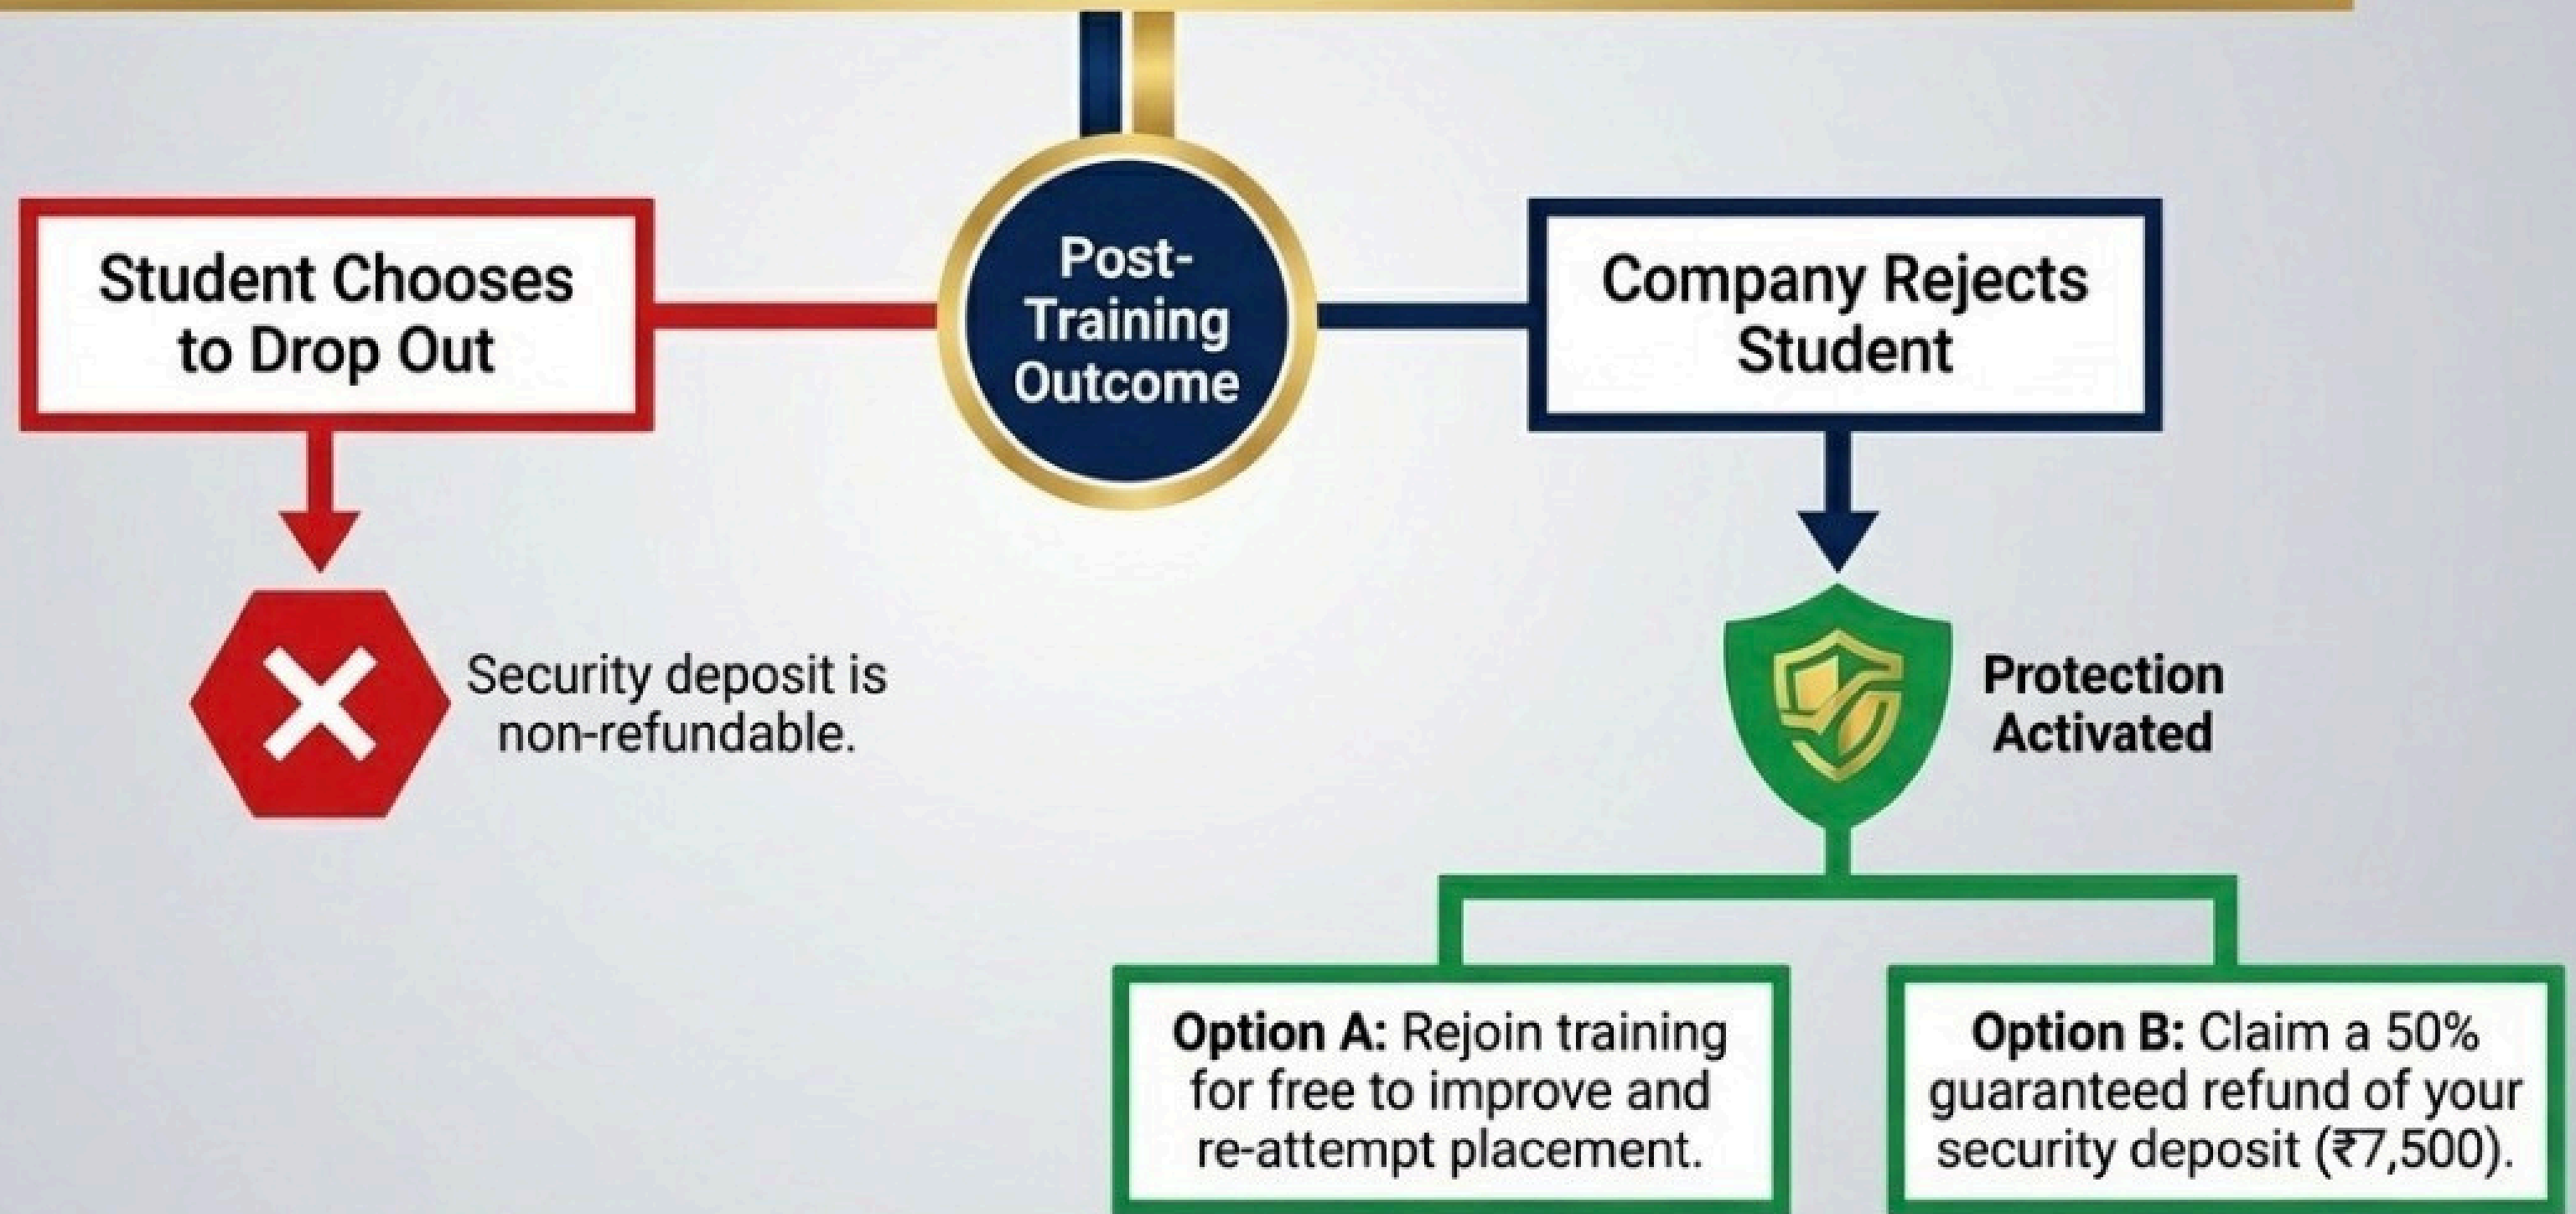 Post-
Training
Outcome
Student Chooses
to Drop Out
Security deposit is
non-refundable.
Company Rejects
Student
Protection
Activated
Option A: Rejoin training
for free to improve and
re-attempt placement.
Option B: Claim a 50%
guaranteed refund of your
security deposit (₹7,500).